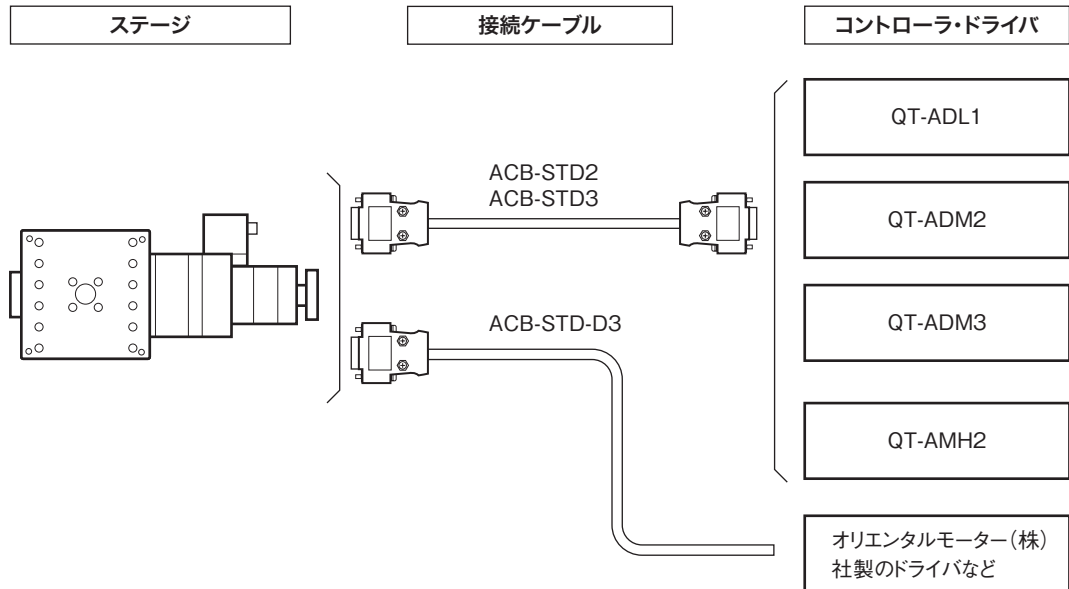 ステージ
接続ケーブル
コントローラ・ドライバ
ACB-STD2
ACB-STD3
ACB-STD-D3
QT-ADL1
QT-ADM2
QT-ADM3
QT-AMH2
オリエンタルモーター(株)
社製のドライバなど